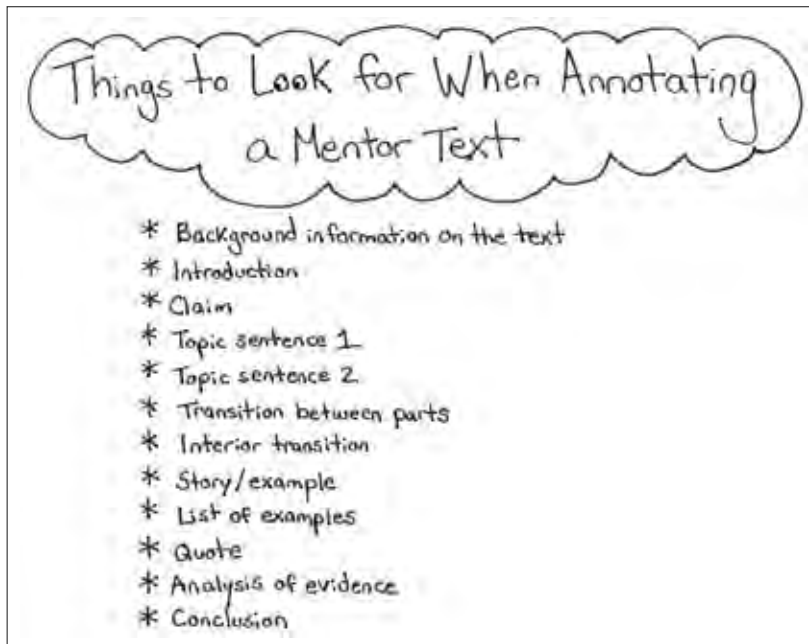 Things to Look for When Annotating
a Mentor Text
* Background information on the text
* Introduction
* Claim
* Topic sentence 1
* Topic sentence 2
* Transition between parts
* Interior transition
* Story/example
* List of examples
* Quote
* Analysis of evidence
* Conclusion